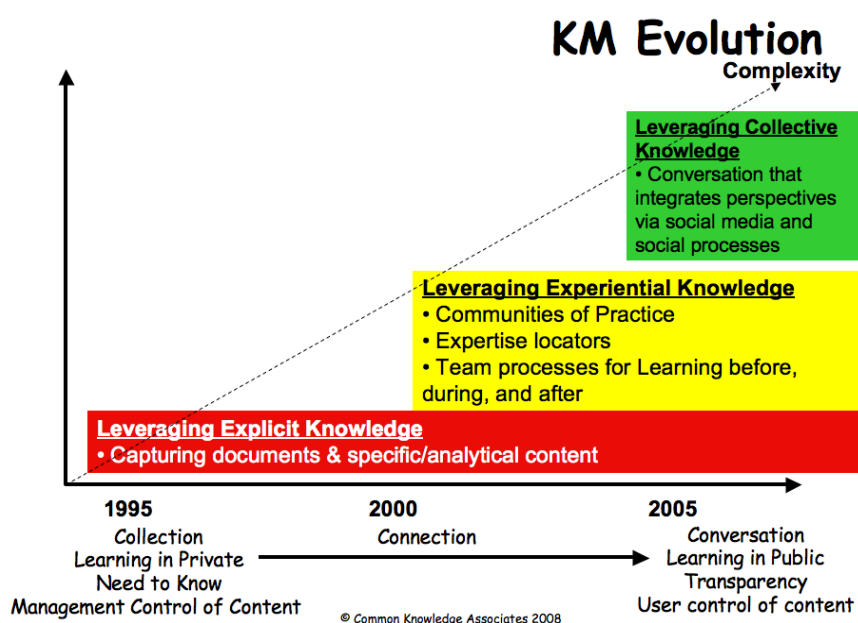 KM Evolution
Complexity
Leveraging Collective
Knowledge
• Conversation that
integrates perspectives
via social media and
social processes
Leveraging Experiential Knowledge
• Communities of Practice
• Expertise locators
• Team processes for Learning before,
during, and after
Leveraging Explicit Knowledge
• Capturing documents & specific/analytical content
1995
2000
2005
Collection
Learning in Private
Need to Know
Management Control of Content
Connection
Conversation
Learning in Public
Transparency
User control of content
© Common Knowledge Associates 2008